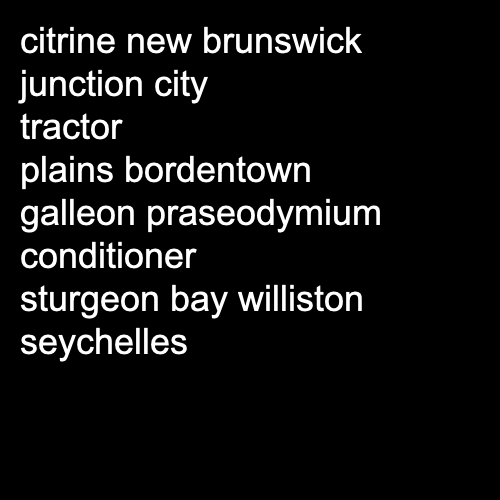 citrine new brunswick
junction city
tractor
plains bordentown
galleon praseodymium
conditioner
sturgeon bay williston
seychelles